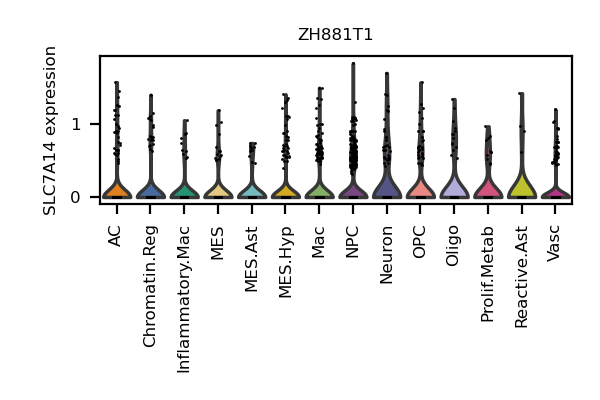 ZH881T1
SLC7A14 expression
1
0
AC
Chromatin.Reg
Inflammatory.Mac
MES
MES.Ast
MES.Hyp
Mac
NPC
Neuron
OPC
Oligo
Prolif.Metab
Reactive.Ast
Vasc